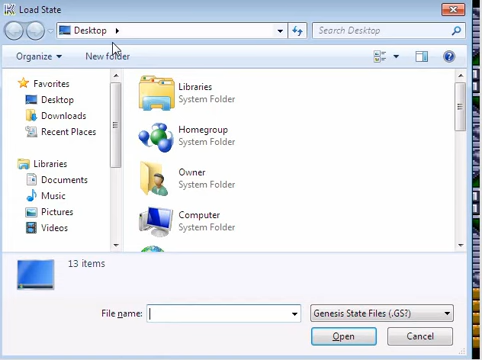 Load State
Desktop
Search Desktop
Organize
New folder
Favorites
Desktop
Downloads
Recent Places
Libraries
Documents
Music
Pictures
Videos
Libraries
System Folder
Homegroup
System Folder
Owner
System Folder
Computer
System Folder
13 items
File name:
Genesis State Files (.GS?)
Open
Cancel